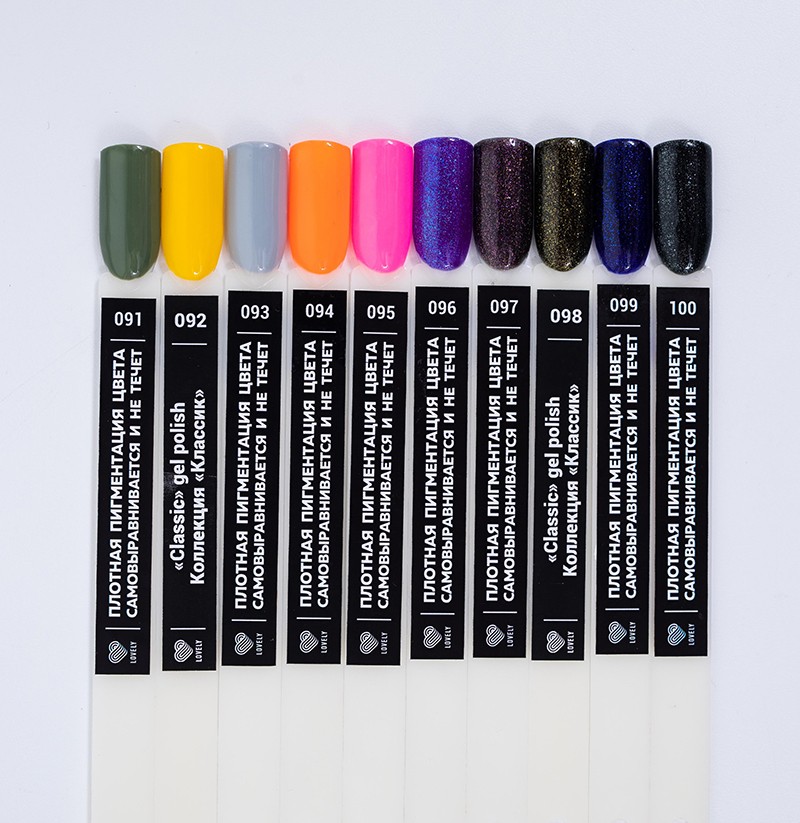 091
ПЛОТНАЯ ПИГМЕНТАЦИЯ ЦВЕТА
САМОВЫРАВНИВАЕТСЯ И НЕ ТЕЧЕТ
LOVELY
092
«Classic» gel polish
Коллекция «Классик»
LOVELY
093
ПЛОТНАЯ ПИГМЕНТАЦИЯ ЦВЕТА
САМОВЫРАВНИВАЕТСЯ И НЕ ТЕЧЕТ
LOVELY
094
ПЛОТНАЯ ПИГМЕНТАЦИЯ ЦВЕТА
САМОВЫРАВНИВАЕТСЯ И НЕ ТЕЧЕТ
LOVELY
095
ПЛОТНАЯ ПИГМЕНТАЦИЯ ЦВЕТА
САМОВЫРАВНИВАЕТСЯ И НЕ ТЕЧЕТ
LOVELY
096
ПЛОТНАЯ ПИГМЕНТАЦИЯ ЦВЕТА
САМОВЫРАВНИВАЕТСЯ И НЕ ТЕЧЕТ
LOVELY
097
ПЛОТНАЯ ПИГМЕНТАЦИЯ ЦВЕТА
САМОВЫРАВНИВАЕТСЯ И НЕ ТЕЧЕТ
LOVELY
098
«Classic» gel polish
Коллекция «Классик»
LOVELY
099
ПЛОТНАЯ ПИГМЕНТАЦИЯ ЦВЕТА
САМОВЫРАВНИВАЕТСЯ И НЕ ТЕЧЕТ
LOVELY
100
ПЛОТНАЯ ПИГМЕНТАЦИЯ ЦВЕТА
САМОВЫРАВНИВАЕТСЯ И НЕ ТЕЧЕТ
LOVELY